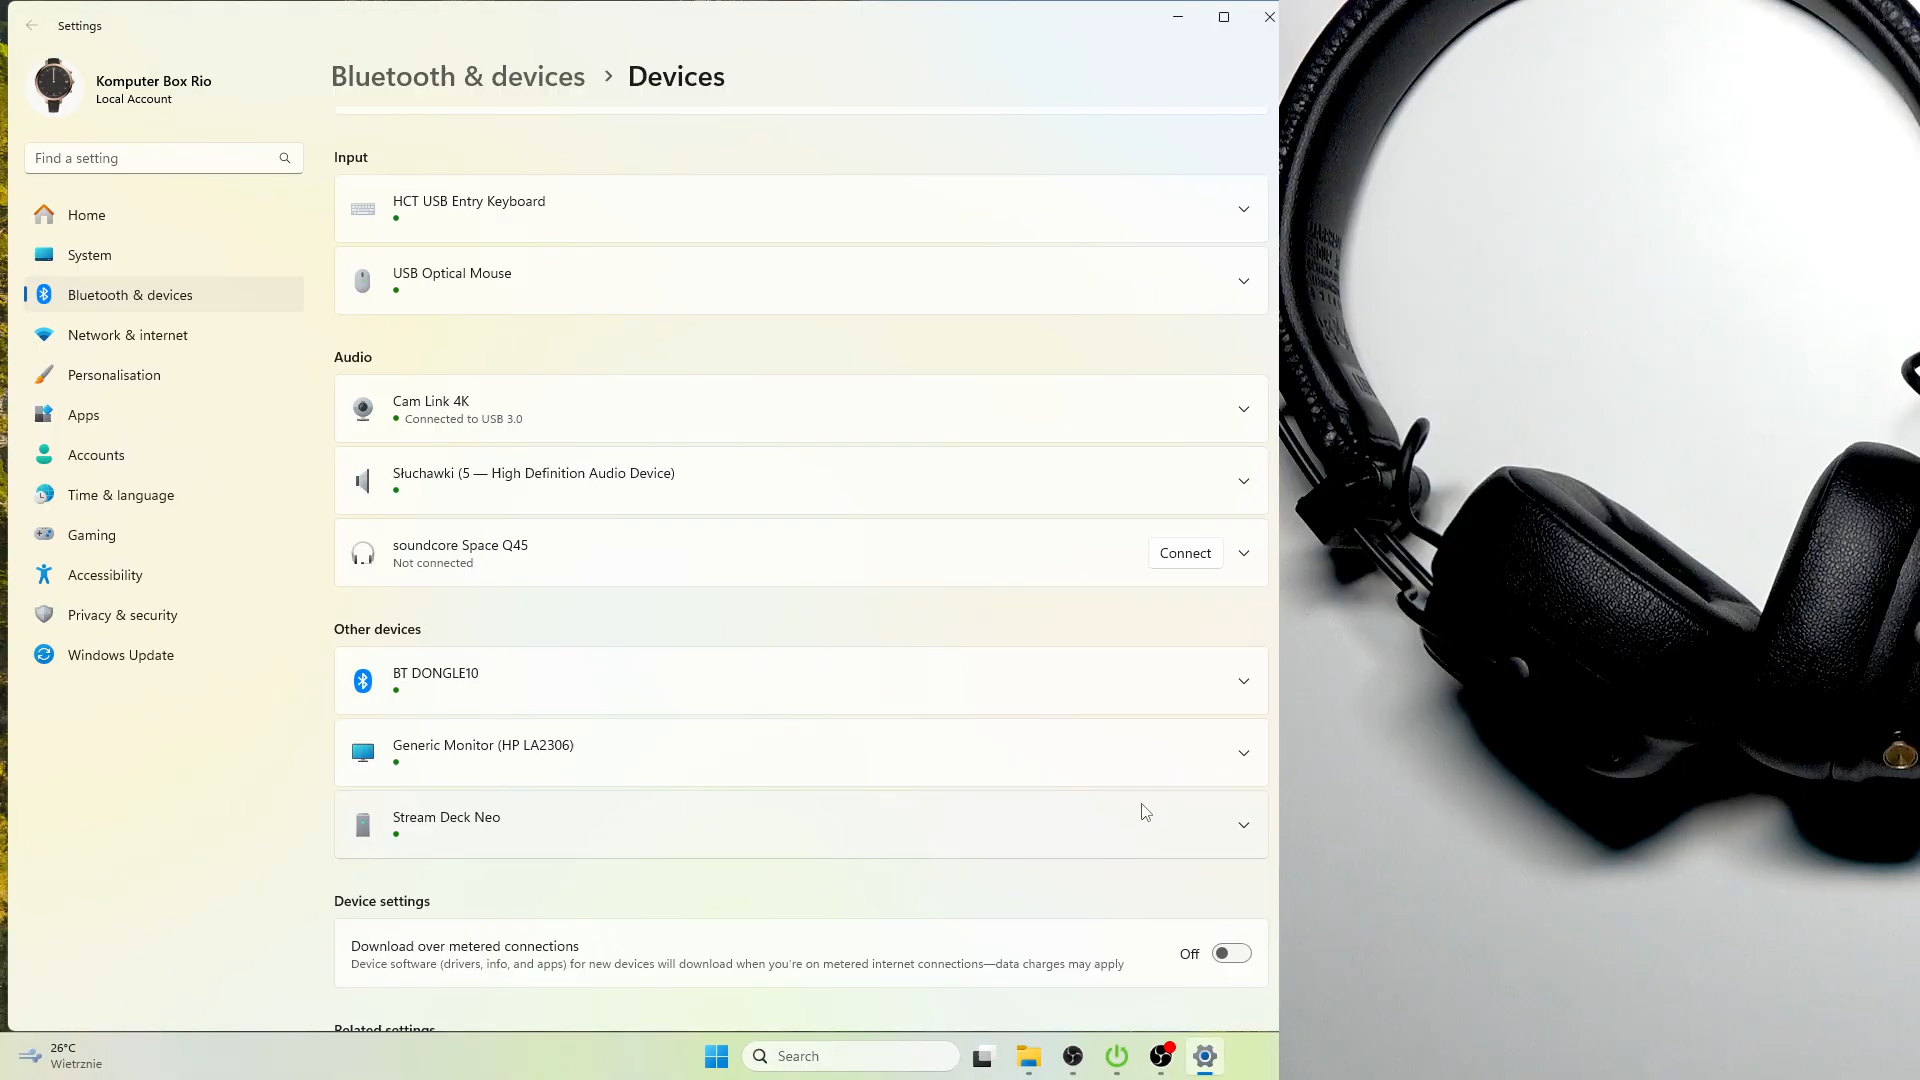 Settings
Komputer Box Rio
Local Account
Find a setting
Home
System
Bluetooth & devices
Network & internet
Personalisation
Apps
Accounts
Time & language
Gaming
Accessibility
Privacy & security
Windows Update
Bluetooth & devices > Devices
Input
HCT USB Entry Keyboard
USB Optical Mouse
Audio
Cam Link 4K
Connected to USB 3.0
Słuchawki (5 — High Definition Audio Device)
soundcore Space Q45
Not connected
Connect
Other devices
BT DONGLE10
Generic Monitor (HP LA2306)
Stream Deck Neo
Device settings
Download over metered connections
Device software (drivers, info, and apps) for new devices will download when you're on metered internet connections—data charges may apply
Off
Related settings
26°C
Wietrznie
Search